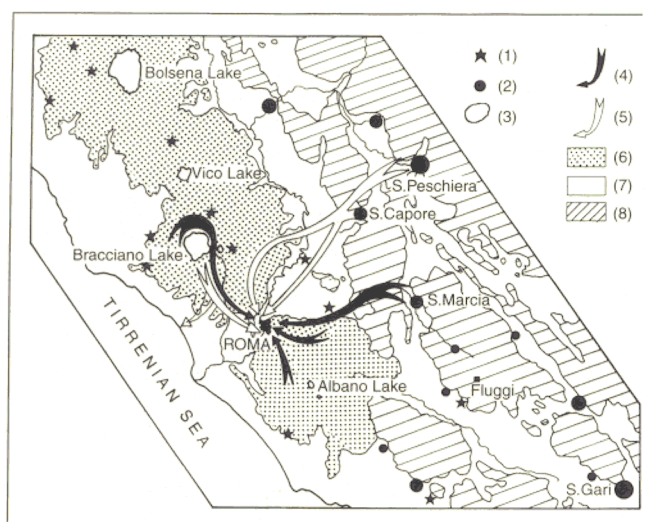 Bolsena Lake
Vico Lake
S.Peschiera
S.Capore
Bracciano Lake
S.Marcia
ROMA
Albano Lake
Fluggi
TIRRENIAN SEA
S.Gari
(1)
(2)
(3)
(4)
(5)
(6)
(7)
(8)